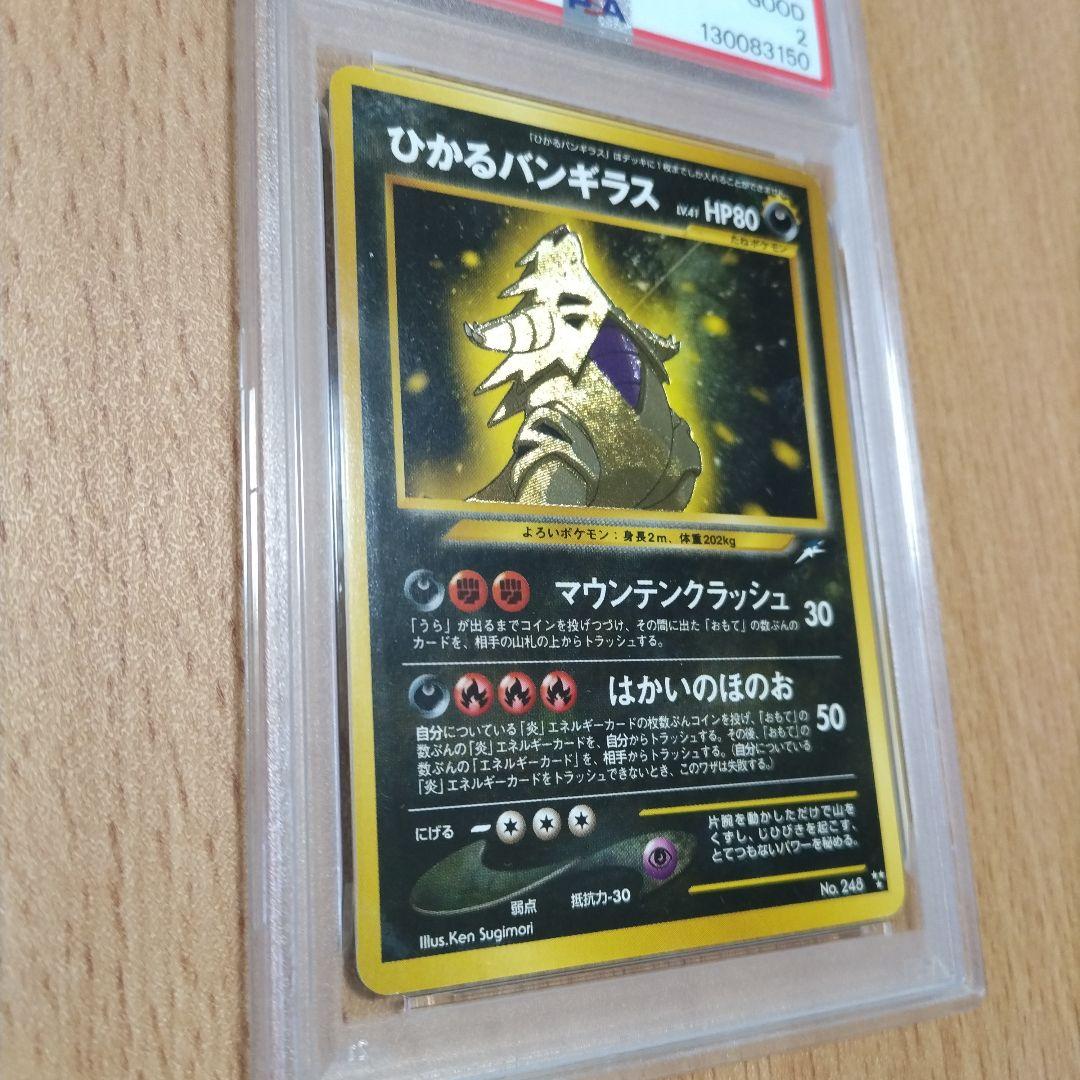 GOOD
PSA
2
130083150
「ひかるバンギラス」はデッキに1枚までしか入れることができません
ひかるバンギラス LV.41 HP80
たねポケモン
よろいポケモン：身長2m、体重202kg
マウンテンクラッシュ 30
「うら」が出るまでコインを投げつづけ、その間に出た「おもて」の数ぶんの
カードを、相手の山札の上からトラッシュする。
はかいのほのお 50
自分についている「炎」エネルギーカードの枚数ぶんコインを投げ、「おもて」の
数ぶんの「炎」エネルギーカードを、自分からトラッシュする。その後、「おもて」の
数ぶんの「エネルギーカード」を、相手からトラッシュする。（自分についている
「炎」エネルギーカードをトラッシュできないとき、このワザは失敗する。）
にげる
片腕を動かしただけで山を
くずし、じひびきを起こす、
とてつもないパワーを秘める。
弱点 抵抗力-30
No. 248
Illus. Ken Sugimori